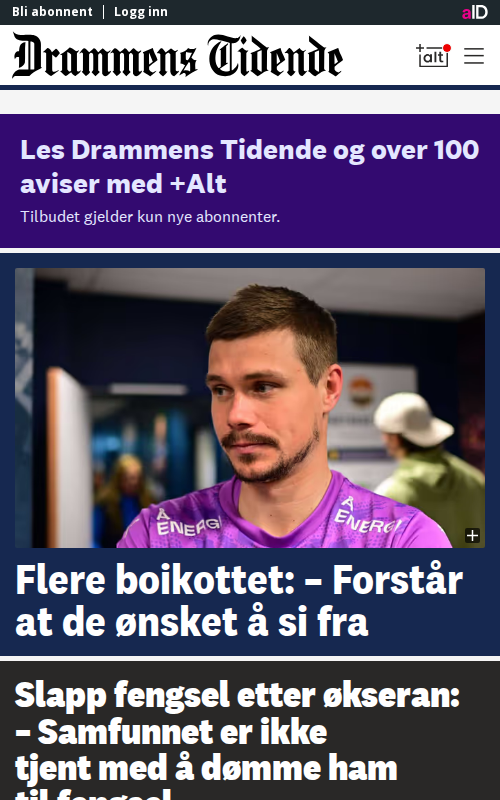 Bli abonnent | Logg inn
aID
Drammens Tidende
+alt
Les Drammens Tidende og over 100
aviser med +Alt
Tilbudet gjelder kun nye abonnenter.
Å ENERGI
Å ENERGI
Flere boikottet: – Forstår
at de ønsket å si fra
Slapp fengsel etter økseran:
– Samfunnet er ikke
tjent med å dømme ham
til fengsel